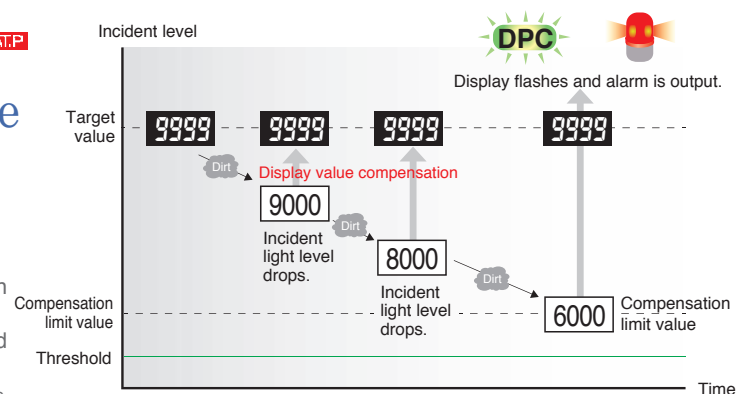 Incident level
DPC
AT.P
Display flashes and alarm is output.
e
Target
value
9999
9999
9999
9999
Dirt
Display value compensation
9000
Dirt
Incident
light level
drops.
8000
Dirt
Incident
light level
drops.
n
Compensation
limit value
6000
Compensation
limit value
d
Threshold
Time